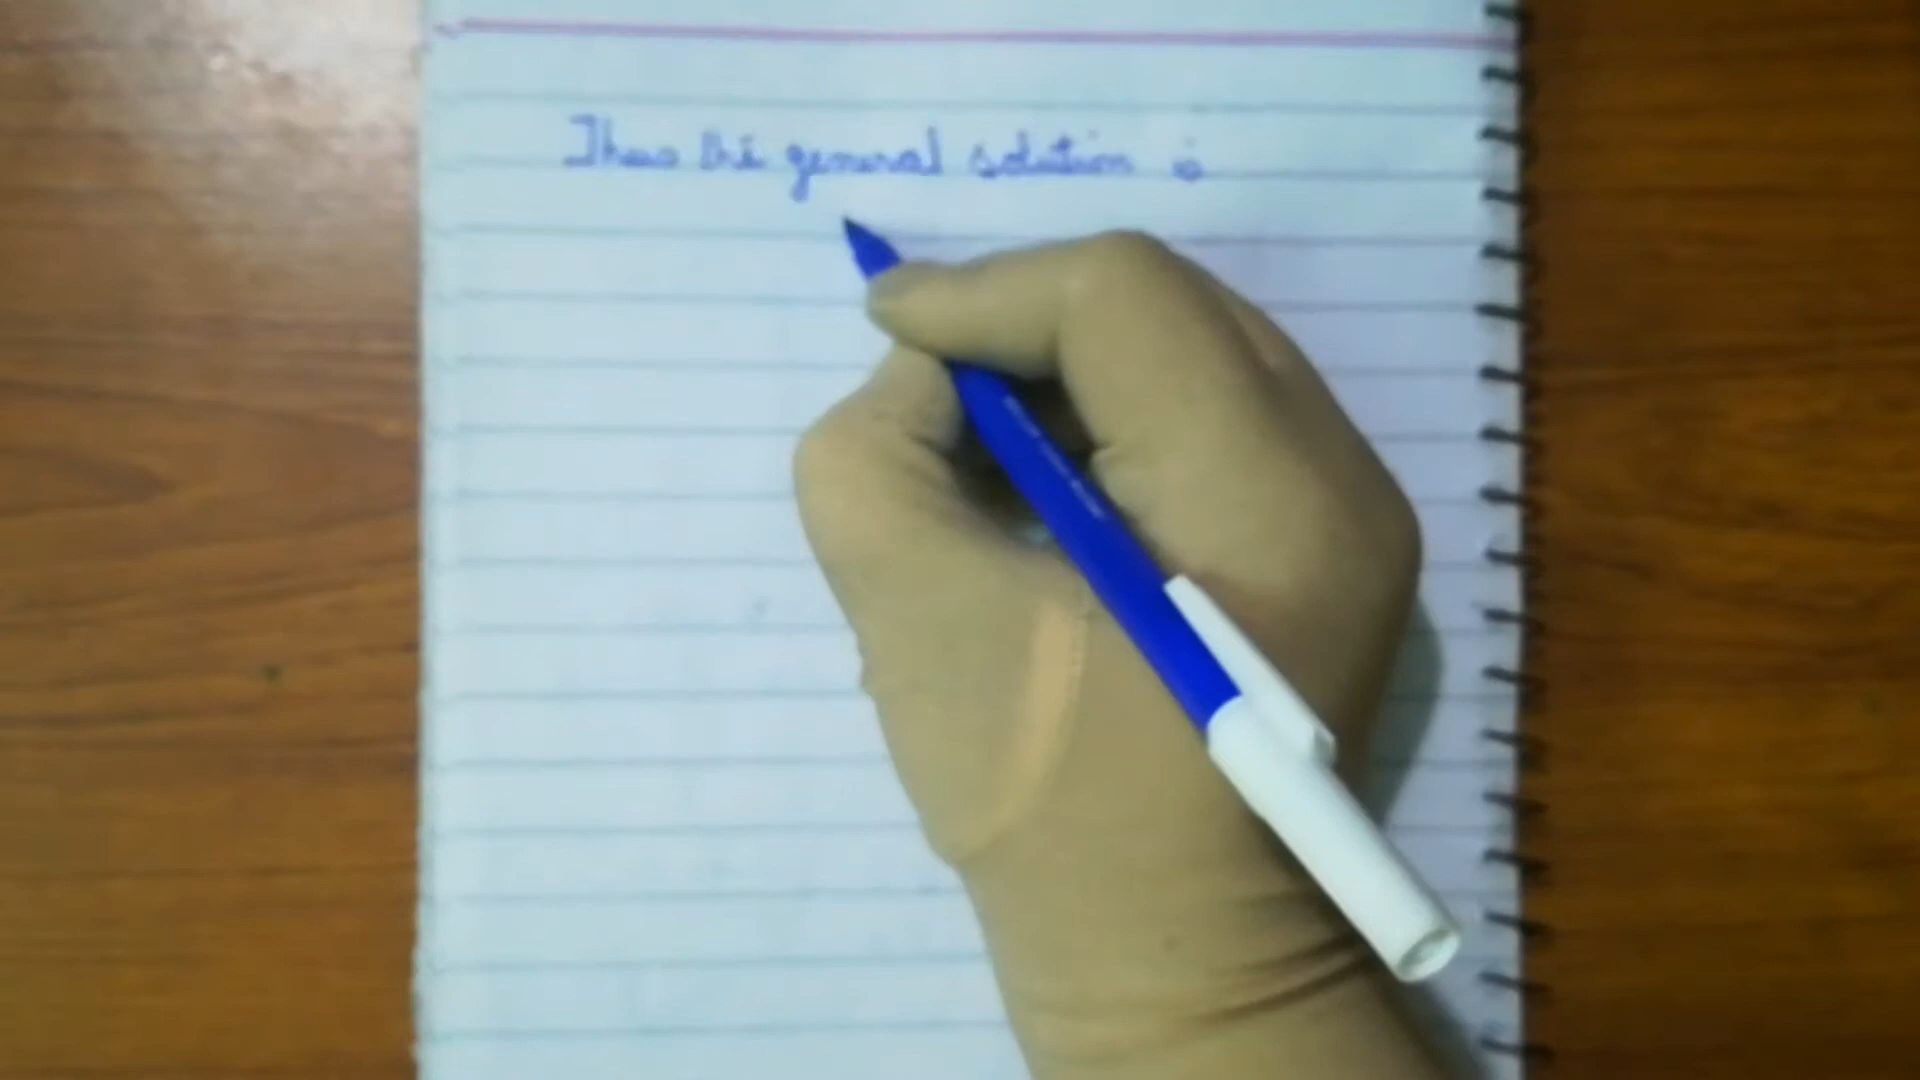 Thus the general solution is